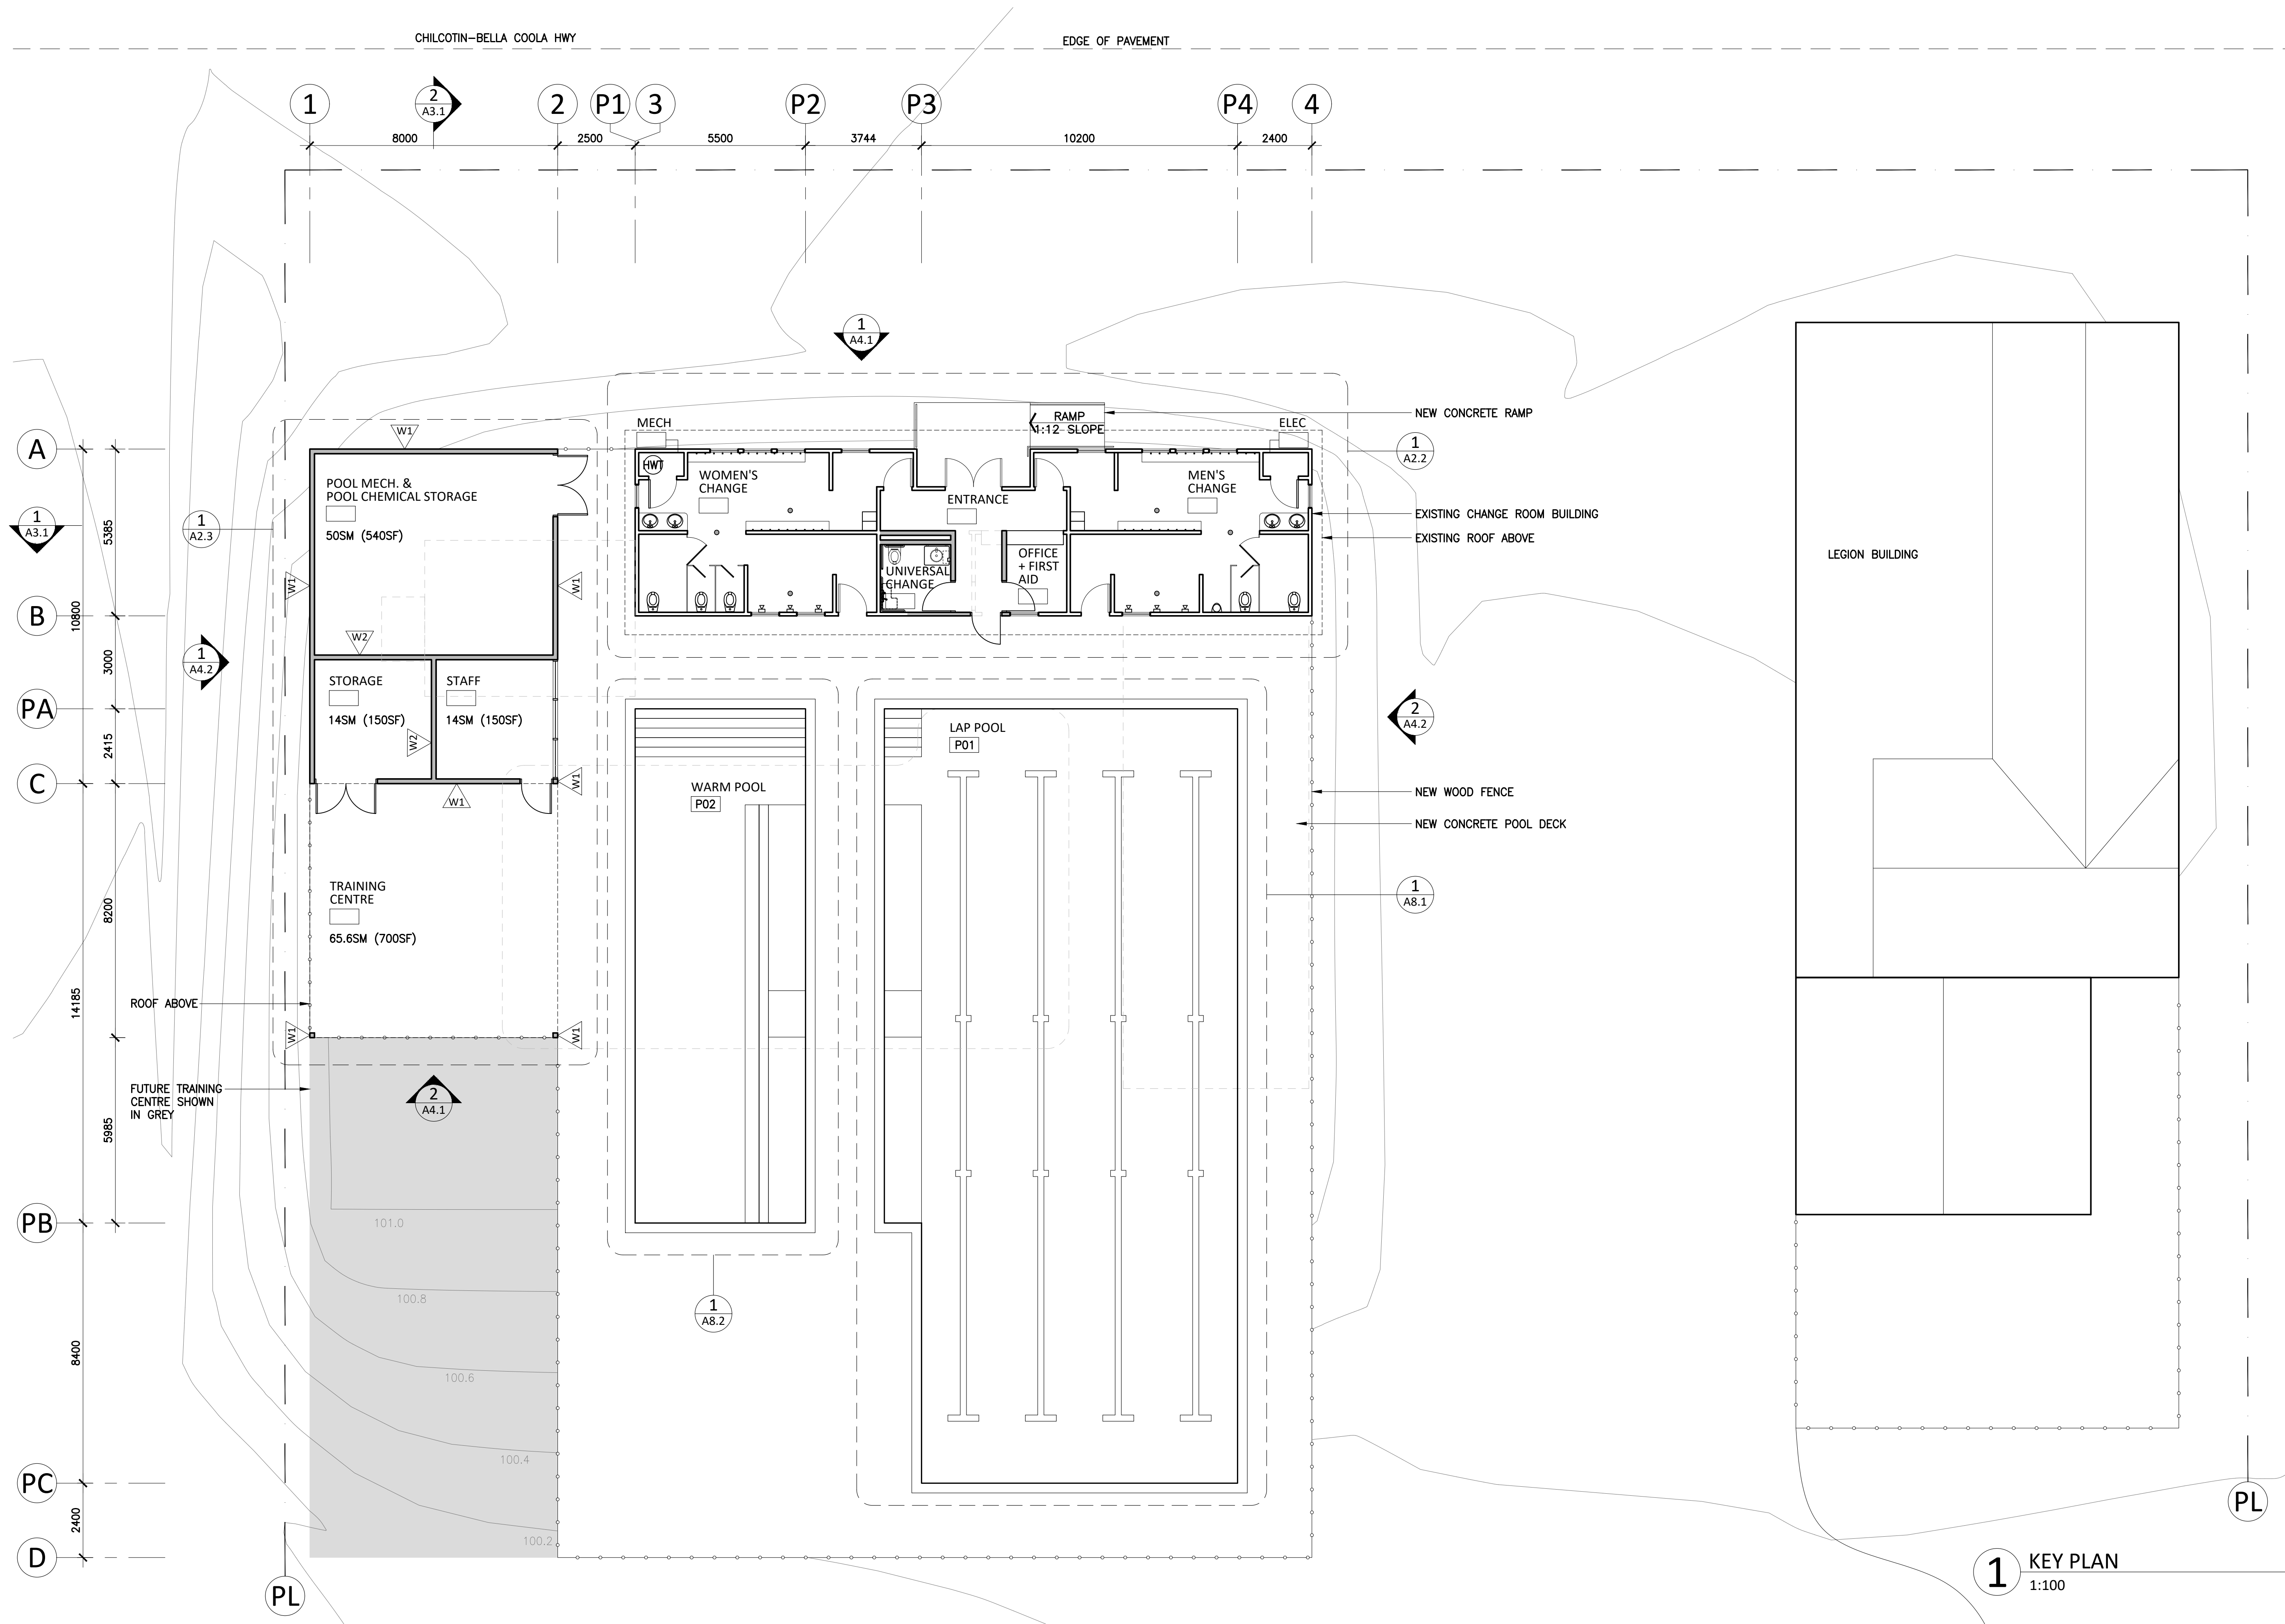 CHILCOTIN-BELLA COOLA HWY
EDGE OF PAVEMENT
1
2
A3.1
2
P1
3
P2
P3
P4
4
8000
2500
5500
3744
10200
2400
1
A4.1
MECH
RAMP
1:12 SLOPE
ELEC
NEW CONCRETE RAMP
1
A2.2
A
W1
HWT
WOMEN'S
CHANGE
MEN'S
CHANGE
ENTRANCE
POOL MECH. &
POOL CHEMICAL STORAGE
50SM (540SF)
1
A3.1
1
A2.3
5385
EXISTING CHANGE ROOM BUILDING
EXISTING ROOF ABOVE
LEGION BUILDING
OFFICE
+ FIRST
AID
UNIVERSAL
CHANGE
W1
W1
B
10800
W2
1
A4.2
3000
STORAGE
14SM (150SF)
STAFF
14SM (150SF)
W2
PA
2
A4.2
2415
LAP POOL
P01
C
W1
W1
WARM POOL
P02
NEW WOOD FENCE
NEW CONCRETE POOL DECK
TRAINING
CENTRE
65.6SM (700SF)
8200
1
A8.1
14185
ROOF ABOVE
W1
W1
FUTURE TRAINING
CENTRE SHOWN
IN GREY
2
A4.1
5985
PB
101.0
100.8
1
A8.2
8400
100.6
100.4
PC
2400
100.2
D
PL
PL
1
KEY PLAN
1:100